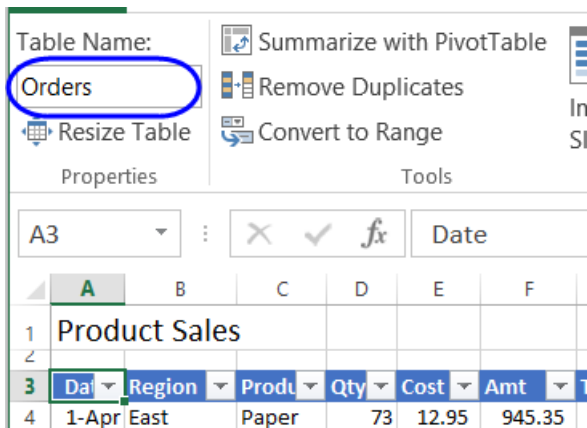 Table Name:
Summarize with PivotTable
Orders
Remove Duplicates
Resize Table
Convert to Range
Properties
Tools
A3
fx
Date
A B C D E F
1 Product Sales
2
3 Dat Region Produ Qty Cost Amt
4 1-Apr East Paper 73 12.95 945.35